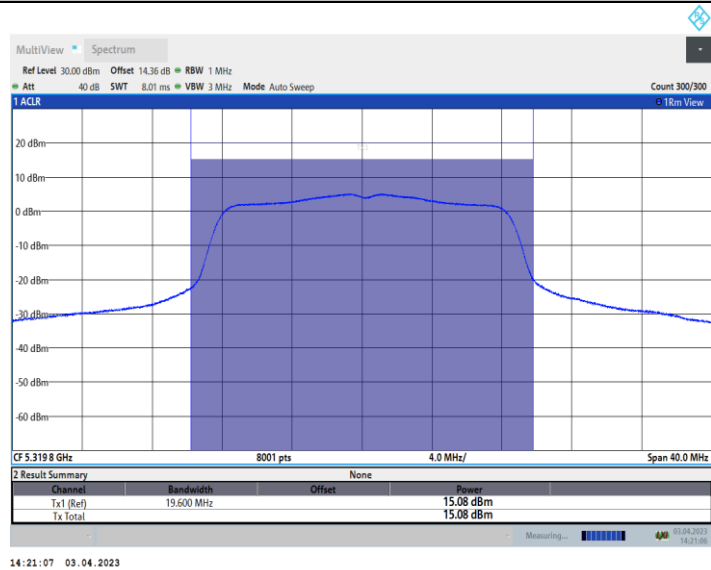 MultiView Spectrum
Ref Level 30.00 dBm Offset 14.36 dB RBW 1 MHz
Att 40 dB SWT 8.01 ms VBW 3 MHz Mode Auto Sweep Count 300/300
1 ACLR 1Rm View
20 dBm
10 dBm
0 dBm
-10 dBm
-20 dBm
-30 dBm
-40 dBm
-50 dBm
-60 dBm
CF 5.3198 GHz 8001 pts 4.0 MHz/ Span 40.0 MHz
2 Result Summary None
Channel Bandwidth Offset Power
Tx1 (Ref) 19.600 MHz 15.08 dBm
Tx Total 15.08 dBm
Measuring... 03.04.2023
14:21:06
14:21:07 03.04.2023